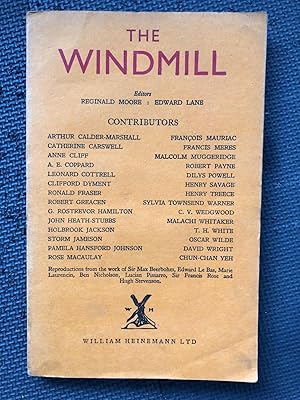 THE
WINDMILL
Editors
REGINALD MOORE : EDWARD LANE
CONTRIBUTORS
ARTHUR CALDER-MARSHALL
CATHERINE CARSWELL
ANNE CLIFF
A. E. COPPARD
LEONARD COTTRELL
CLIFFORD DYMENT
RONALD FRASER
ROBERT GREACEN
G. ROSTREVOR HAMILTON
JOHN HEATH-STUBBS
HOLBROOK JACKSON
STORM JAMESON
PAMELA HANSFORD JOHNSON
ROSE MACAULAY
FRANÇOIS MAURIAC
FRANCIS MERES
MALCOLM MUGGERIDGE
ROBERT PAYNE
DILYS POWELL
HENRY SAVAGE
HENRY TREECE
SYLVIA TOWNSEND WARNER
C. V. WEDGWOOD
MALACHI WHITAKER
T. H. WHITE
OSCAR WILDE
DAVID WRIGHT
CHUN-CHAN YEH
Reproductions from the work of Sir Max Beerbohm, Edward Le Bas, Marie
Laurencin, Ben Nicholson, Lucian Pissarro, Sir Francis Rose and
Hugh Stevenson.
W H
WILLIAM HEINEMANN LTD